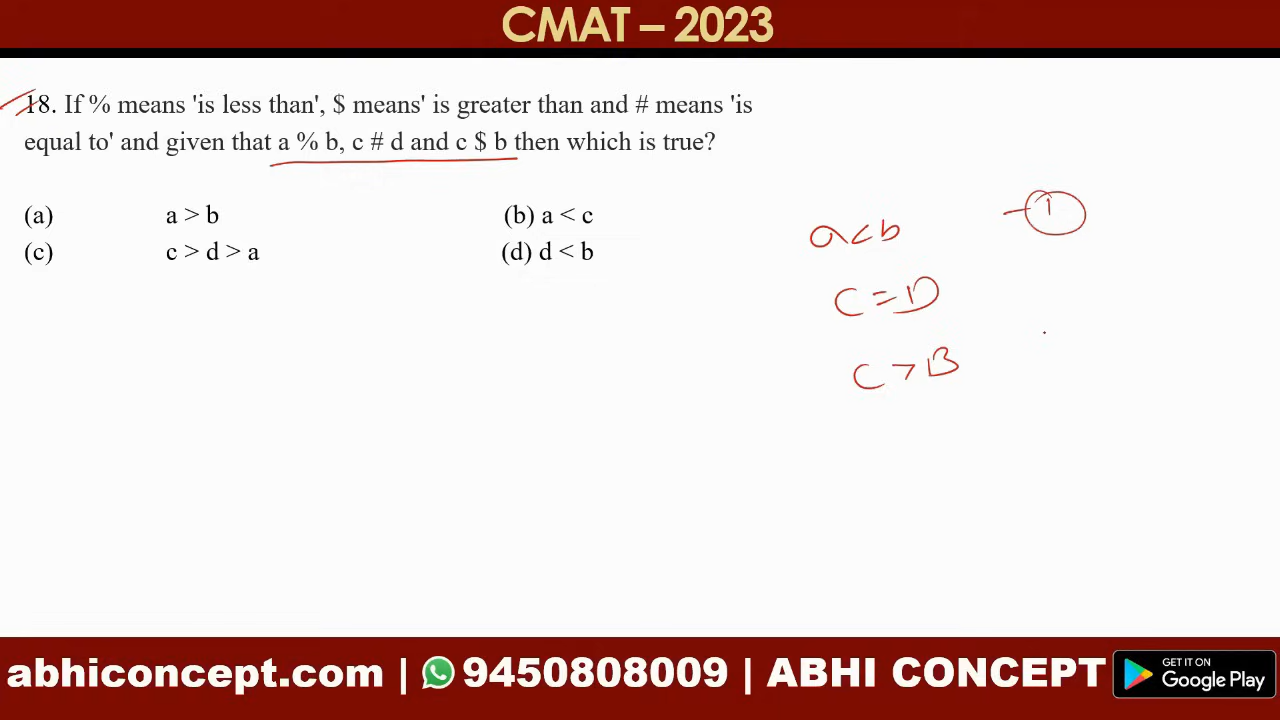 CMAT – 2023
18. If % means 'is less than', $ means' is greater than and # means 'is
equal to' and given that a % b, c # d and c $ b then which is true?
(a) a > b (b) a < c
(c) c > d > a (d) d < b
a < b
– 1
C = D
C > B
abhiconcept.com | 9450808009 | ABHI CONCEPT
GET IT ON
Google Play